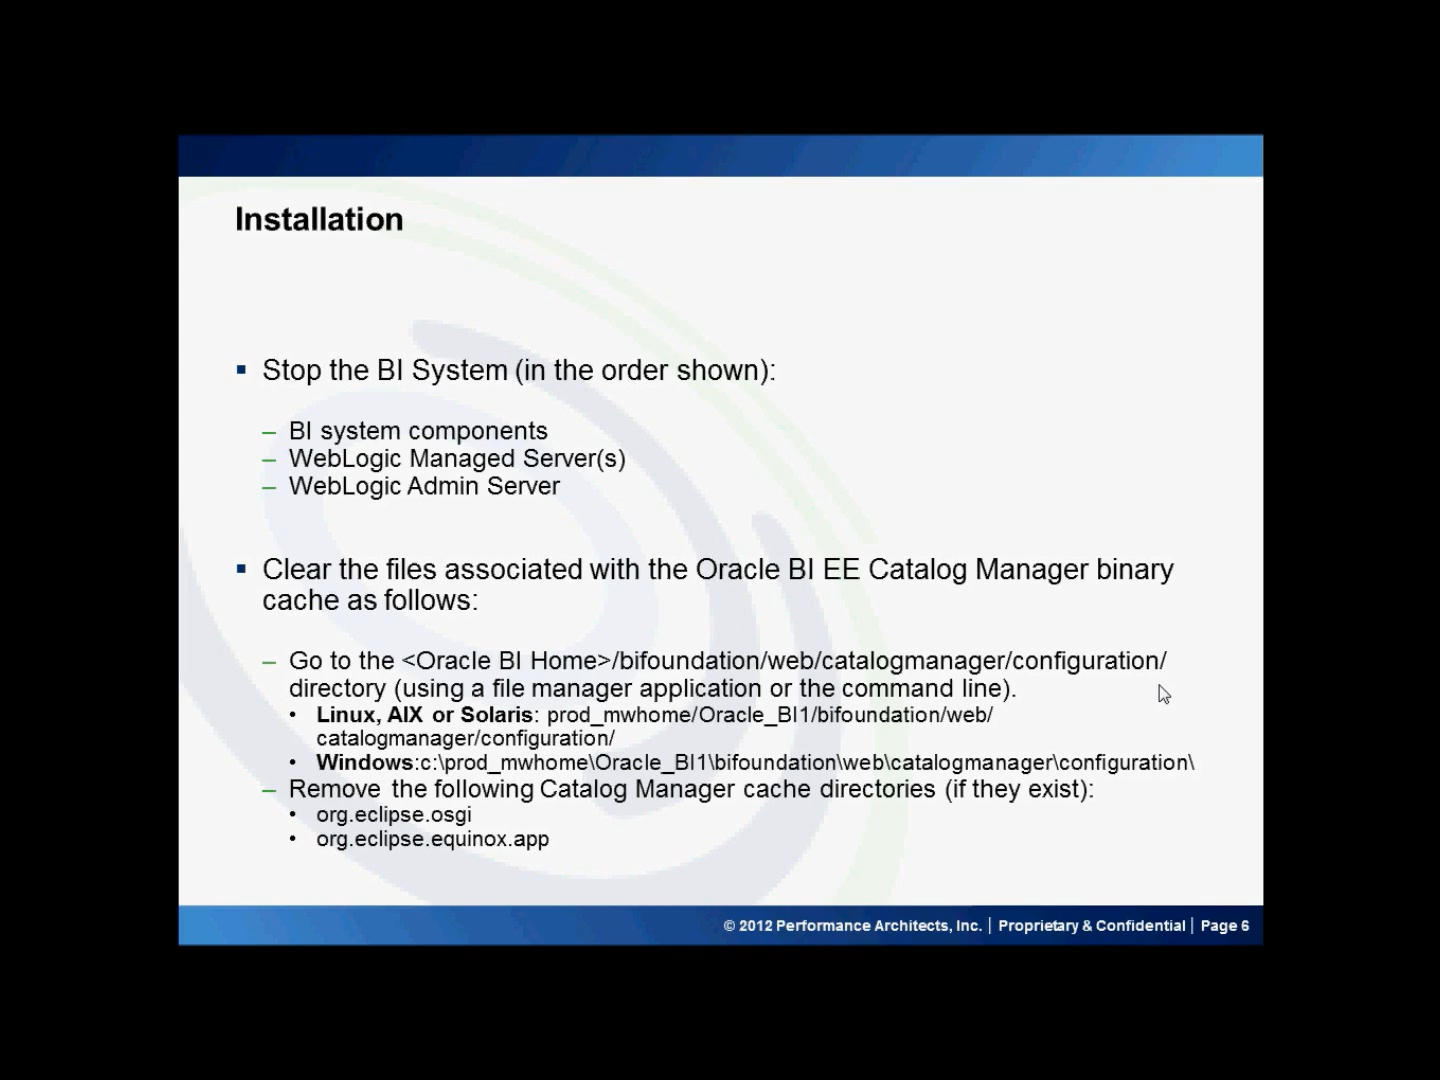 Installation
▪ Stop the BI System (in the order shown):
– BI system components
– WebLogic Managed Server(s)
– WebLogic Admin Server
▪ Clear the files associated with the Oracle BI EE Catalog Manager binary
cache as follows:
– Go to the <Oracle BI Home>/bifoundation/web/catalogmanager/configuration/
directory (using a file manager application or the command line).
• Linux, AIX or Solaris: prod_mwhome/Oracle_BI1/bifoundation/web/
catalogmanager/configuration/
• Windows:c:\prod_mwhome\Oracle_BI1\bifoundation\web\catalogmanager\configuration\
– Remove the following Catalog Manager cache directories (if they exist):
• org.eclipse.osgi
• org.eclipse.equinox.app
© 2012 Performance Architects, Inc. | Proprietary & Confidential | Page 6